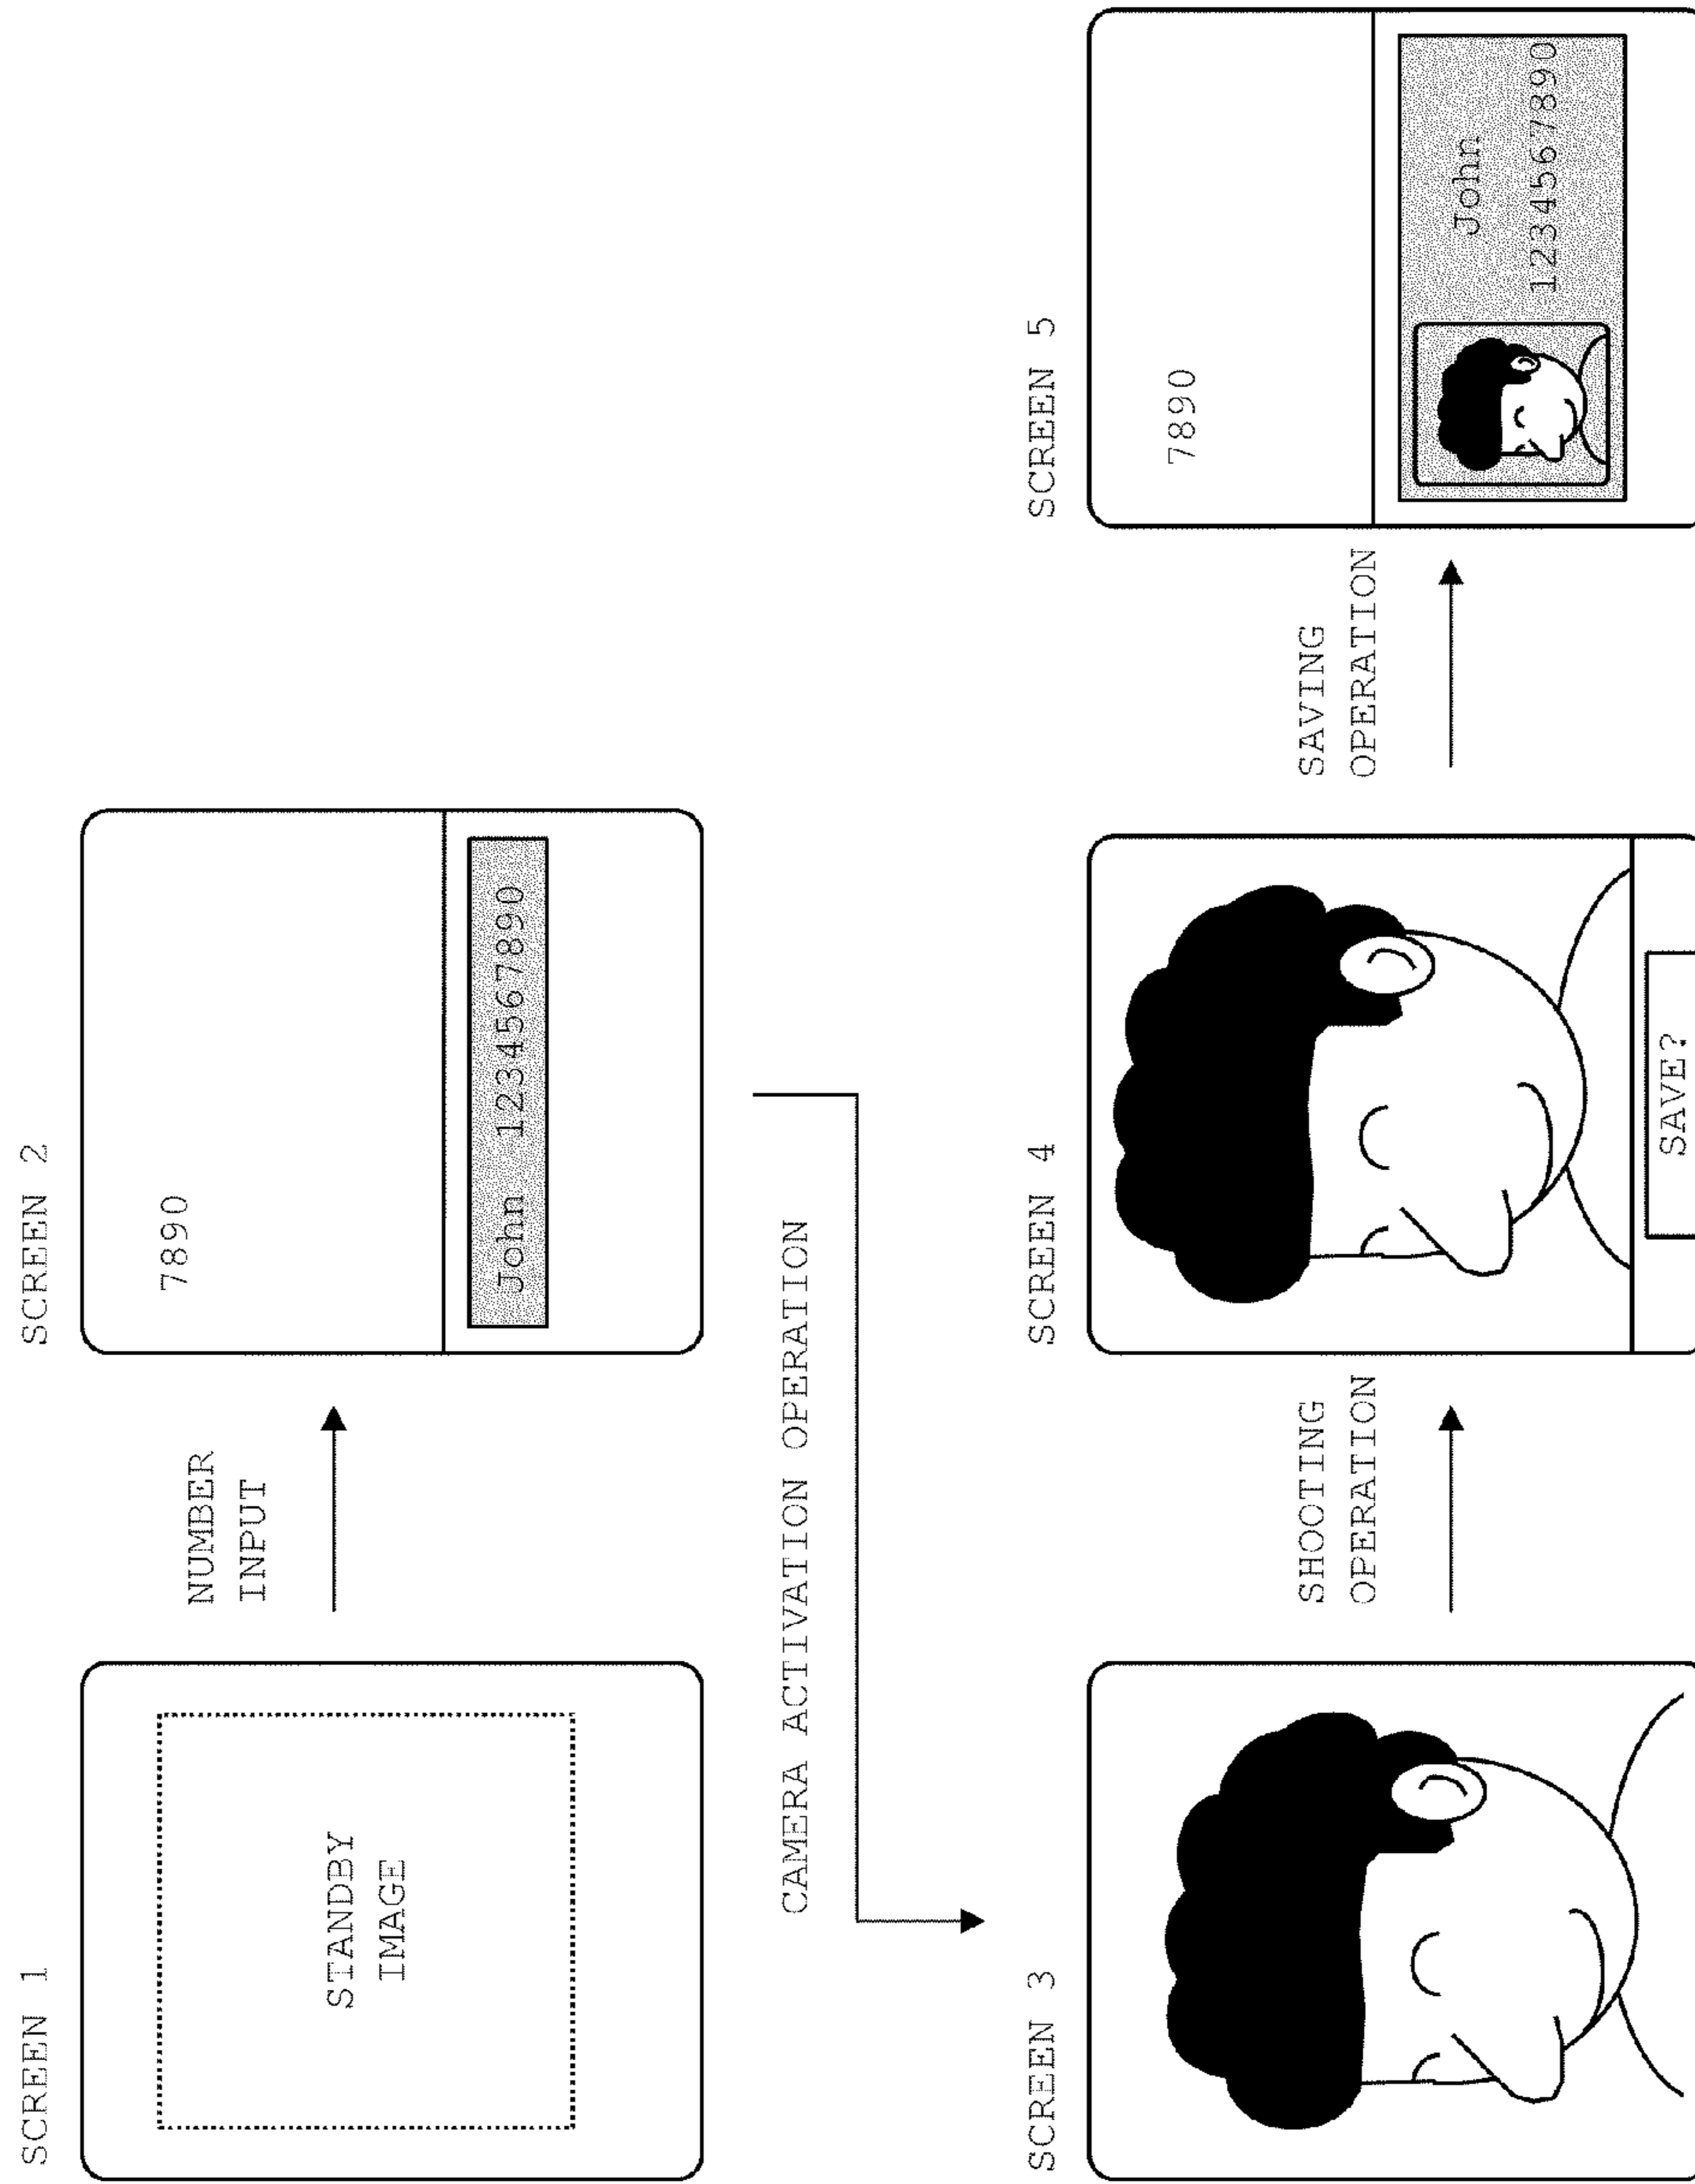 SCREEN 1
STANDBY
IMAGE
NUMBER
INPUT
SCREEN 2
7890
John 1234567890
CAMERA ACTIVATION OPERATION
SCREEN 3
SHOOTING
OPERATION
SCREEN 4
SAVE?
SAVING
OPERATION
SCREEN 5
7890
John
1234567890